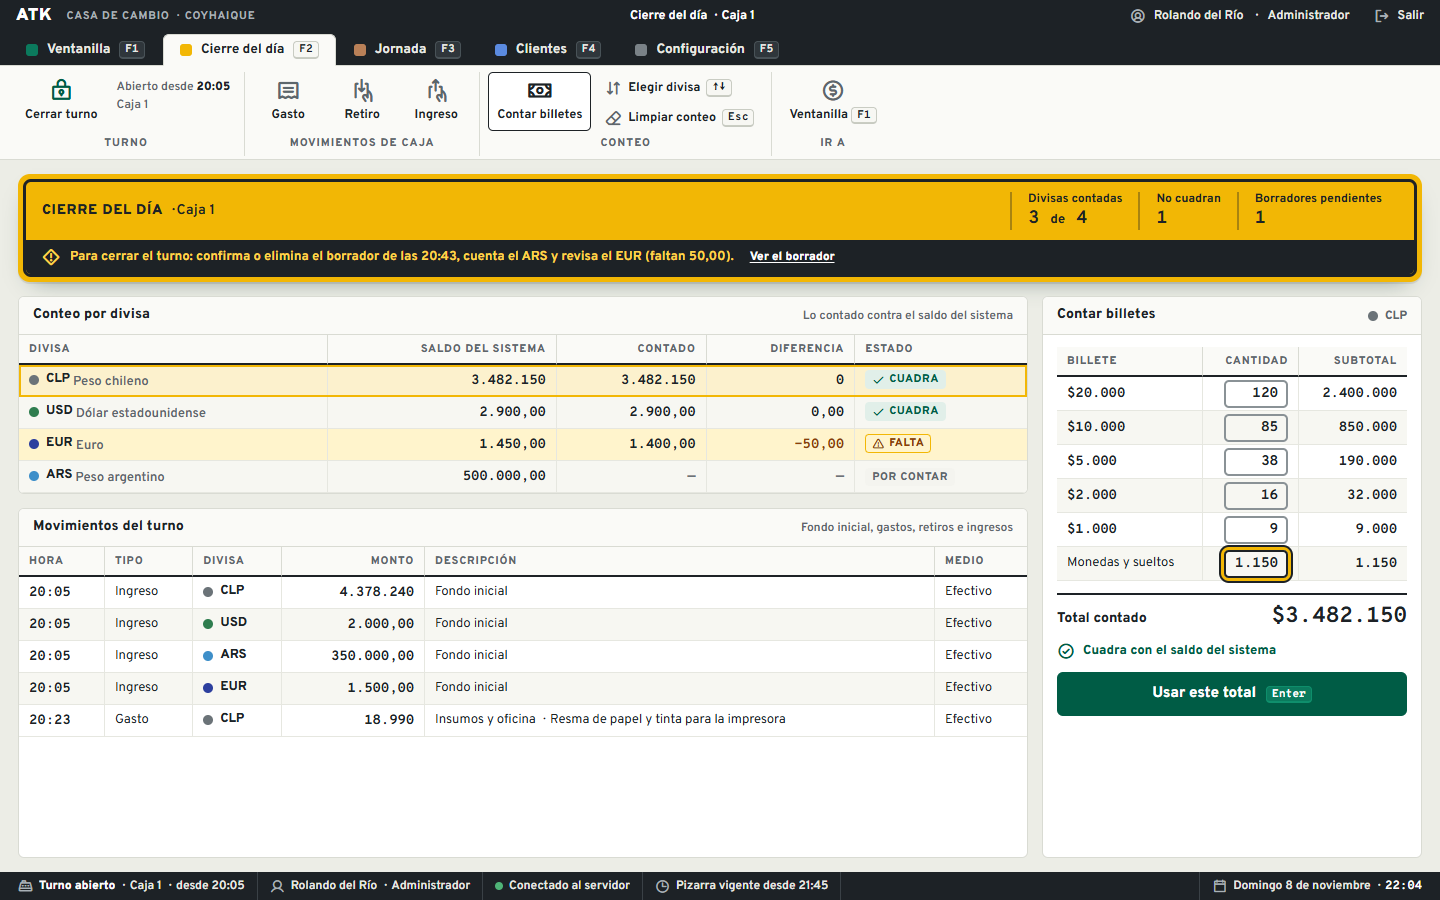 ATK CASA DE CAMBIO · COYHAIQUE
Cierre del día · Caja 1
Rolando del Río · Administrador
Salir
Ventanilla F1
Cierre del día F2
Jornada F3
Clientes F4
Configuración F5
Cerrar turno
Abierto desde 20:05
Caja 1
TURNO
Gasto
Retiro
Ingreso
MOVIMIENTOS DE CAJA
Contar billetes
Elegir divisa ↑↓
Limpiar conteo Esc
CONTEO
Ventanilla F1
IR A
CIERRE DEL DÍA · Caja 1
Divisas contadas
3 de 4
No cuadran
1
Borradores pendientes
1
Para cerrar el turno: confirma o elimina el borrador de las 20:43, cuenta el ARS y revisa el EUR (faltan 50,00). Ver el borrador
Conteo por divisa
Lo contado contra el saldo del sistema
DIVISA SALDO DEL SISTEMA CONTADO DIFERENCIA ESTADO
CLP Peso chileno 3.482.150 3.482.150 0 CUADRA
USD Dólar estadounidense 2.900,00 2.900,00 0,00 CUADRA
EUR Euro 1.450,00 1.400,00 −50,00 FALTA
ARS Peso argentino 500.000,00 — — POR CONTAR
Movimientos del turno
Fondo inicial, gastos, retiros e ingresos
HORA TIPO DIVISA MONTO DESCRIPCIÓN MEDIO
20:05 Ingreso CLP 4.378.240 Fondo inicial Efectivo
20:05 Ingreso USD 2.000,00 Fondo inicial Efectivo
20:05 Ingreso ARS 350.000,00 Fondo inicial Efectivo
20:05 Ingreso EUR 1.500,00 Fondo inicial Efectivo
20:23 Gasto CLP 18.990 Insumos y oficina · Resma de papel y tinta para la impresora Efectivo
Contar billetes
CLP
BILLETE CANTIDAD SUBTOTAL
$20.000 120 2.400.000
$10.000 85 850.000
$5.000 38 190.000
$2.000 16 32.000
$1.000 9 9.000
Monedas y sueltos 1.150 1.150
Total contado $3.482.150
Cuadra con el saldo del sistema
Usar este total Enter
Turno abierto · Caja 1 · desde 20:05
Rolando del Río · Administrador
Conectado al servidor
Pizarra vigente desde 21:45
Domingo 8 de noviembre · 22:04